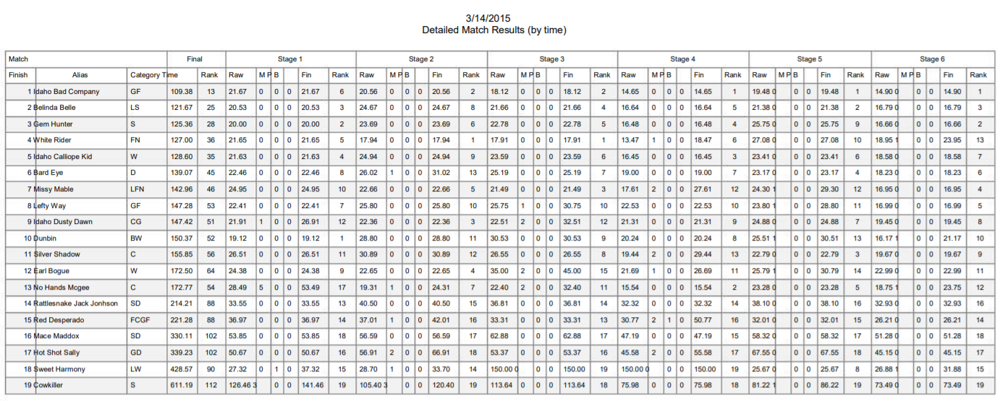 3/14/2015
Detailed Match Results (by time)
Match Final Stage 1 Stage 2 Stage 3 Stage 4 Stage 5 Stage 6
Finish Alias Category Time Rank Raw M P B Fin Rank Raw M P B Fin Rank Raw M P B Fin Rank Raw M P B Fin Rank Raw M P B Fin Rank Raw M P B Fin Rank
1 Idaho Bad Company GF 109.38 13 21.67 0 0 0 21.67 6 20.56 0 0 0 20.56 2 18.12 0 0 0 18.12 2 14.65 0 0 0 14.65 1 19.48 0 0 0 19.48 1 14.90 0 0 0 14.90 1
2 Belinda Belle LS 121.67 25 20.53 0 0 0 20.53 3 24.67 0 0 0 24.67 8 21.66 0 0 0 21.66 4 16.64 0 0 0 16.64 5 21.38 0 0 0 21.38 2 16.79 0 0 0 16.79 3
3 Gem Hunter S 125.36 28 20.00 0 0 0 20.00 2 23.69 0 0 0 23.69 6 22.78 0 0 0 22.78 5 16.48 0 0 0 16.48 4 25.75 0 0 0 25.75 9 16.66 0 0 0 16.66 2
4 White Rider FN 127.00 36 21.65 0 0 0 21.65 5 17.94 0 0 0 17.94 1 17.91 0 0 0 17.91 1 13.47 1 0 0 18.47 6 27.08 0 0 0 27.08 10 18.95 1 0 0 23.95 13
5 Idaho Calliope Kid W 128.60 35 21.63 0 0 0 21.63 4 24.94 0 0 0 24.94 9 23.59 0 0 0 23.59 6 16.45 0 0 0 16.45 3 23.41 0 0 0 23.41 6 18.58 0 0 0 18.58 7
6 Bard Eye D 139.07 45 22.46 0 0 0 22.46 8 26.02 1 0 0 31.02 13 25.19 0 0 0 25.19 7 19.00 0 0 0 19.00 7 23.17 0 0 0 23.17 4 18.23 0 0 0 18.23 6
7 Missy Mable LFN 142.96 46 24.95 0 0 0 24.95 10 22.66 0 0 0 22.66 5 21.49 0 0 0 21.49 3 17.61 2 0 0 27.61 12 24.30 1 0 0 29.30 12 16.95 0 0 0 16.95 4
8 Lefty Way GF 147.28 53 22.41 0 0 0 22.41 7 25.80 0 0 0 25.80 10 25.75 1 0 0 30.75 10 22.53 0 0 0 22.53 10 23.80 1 0 0 28.80 11 16.99 0 0 0 16.99 5
9 Idaho Dusty Dawn CG 147.42 51 21.91 1 0 0 26.91 12 22.36 0 0 0 22.36 3 22.51 2 0 0 32.51 12 21.31 0 0 0 21.31 9 24.88 0 0 0 24.88 7 19.45 0 0 0 19.45 8
10 Dunbin BW 150.37 52 19.12 0 0 0 19.12 1 28.80 0 0 0 28.80 11 30.53 0 0 0 30.53 9 20.24 0 0 0 20.24 8 25.51 1 0 0 30.51 13 16.17 1 0 0 21.17 10
11 Silver Shadow C 155.85 56 26.51 0 0 0 26.51 11 30.89 0 0 0 30.89 12 26.55 0 0 0 26.55 8 19.44 2 0 0 29.44 13 22.79 0 0 0 22.79 3 19.67 0 0 0 19.67 9
12 Earl Bogue W 172.50 64 24.38 0 0 0 24.38 9 22.65 0 0 0 22.65 4 35.00 2 0 0 45.00 15 21.69 1 0 0 26.69 11 25.79 1 0 0 30.79 14 22.99 0 0 0 22.99 11
13 No Hands Mcgee C 172.77 54 28.49 5 0 0 53.49 17 19.31 1 0 0 24.31 7 22.40 2 0 0 32.40 11 15.54 0 0 0 15.54 2 23.28 0 0 0 23.28 5 18.75 1 0 0 23.75 12
14 Rattlesnake Jack Jonhson SD 214.21 88 33.55 0 0 0 33.55 13 40.50 0 0 0 40.50 15 36.81 0 0 0 36.81 14 32.32 0 0 0 32.32 14 38.10 0 0 0 38.10 16 32.93 0 0 0 32.93 16
15 Red Desperado FCGF 221.28 88 36.97 0 0 0 36.97 14 37.01 1 0 0 42.01 16 33.31 0 0 0 33.31 13 30.77 2 1 0 50.77 16 32.01 0 0 0 32.01 15 26.21 0 0 0 26.21 14
16 Mace Maddox SD 330.11 102 53.85 0 0 0 53.85 18 56.59 0 0 0 56.59 17 62.88 0 0 0 62.88 17 47.19 0 0 0 47.19 15 58.32 0 0 0 58.32 17 51.28 0 0 0 51.28 18
17 Hot Shot Sally GD 339.23 102 50.67 0 0 0 50.67 16 56.91 2 0 0 66.91 18 53.37 0 0 0 53.37 16 45.58 2 0 0 55.58 17 67.55 0 0 0 67.55 18 45.15 0 0 0 45.15 17
18 Sweet Harmony LW 428.57 90 27.32 0 1 0 37.32 15 28.70 1 0 0 33.70 14 150.00 0 0 0 150.00 19 150.00 0 0 0 150.00 19 25.67 0 0 0 25.67 8 26.88 1 0 0 31.88 15
19 Cowkiller S 611.19 112 126.46 3 0 0 141.46 19 105.40 3 0 0 120.40 19 113.64 0 0 0 113.64 18 75.98 0 0 0 75.98 18 81.22 1 0 0 86.22 19 73.49 0 0 0 73.49 19